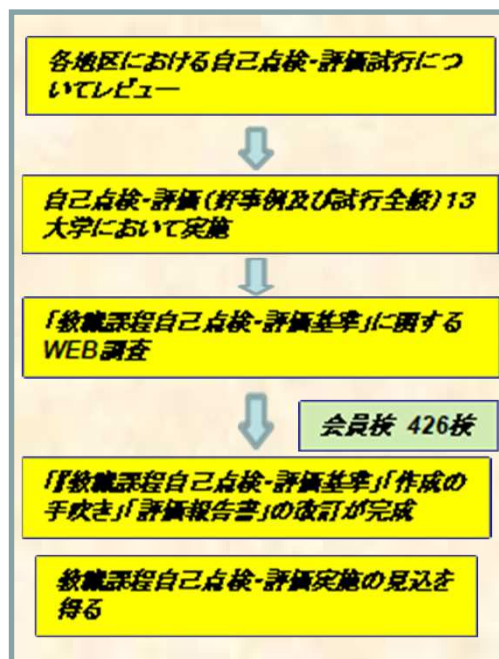 各地区における自己点検・評価試行につ
いてレビュー
自己点検・評価(好事例及び試行全般)13
大学において実施
「教職課程自己点検・評価基準」に関する
WEB調査
会員校 426校
「『教職課程自己点検・評価基準」「作成の
手引き」「評価報告書」の改訂が完成
教職課程自己点検・評価実施の見込を
得る